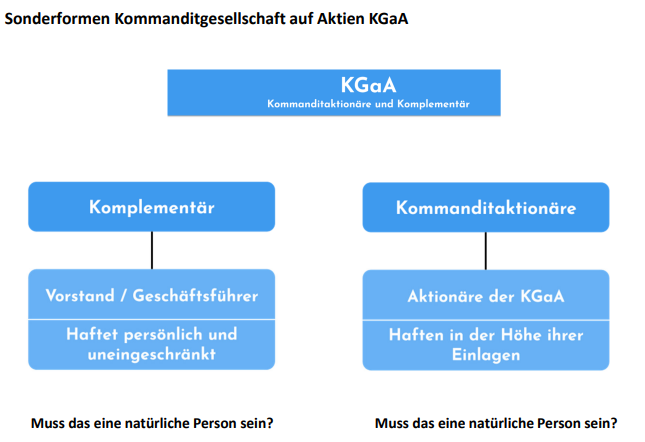 Sonderformen Kommanditgesellschaft auf Aktien KGaA
KGaA
Kommanditaktionäre und Komplementär
Komplementär
Kommanditaktionäre
Vorstand / Geschäftsführer
Haftet persönlich und
uneingeschränkt
Aktionäre der KGaA
Haften in der Höhe ihrer
Einlagen
Muss das eine natürliche Person sein?
Muss das eine natürliche Person sein?